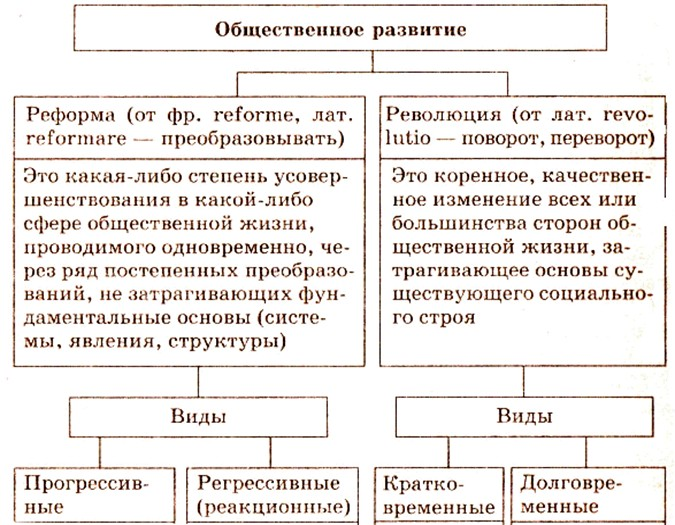 Общественное развитие
Реформа (от фр. reforme, лат.
reformare — преобразовывать)
Это какая-либо степень усовер-
шенствования в какой-либо
сфере общественной жизни,
проводимого одновременно, че-
рез ряд постепенных преобразо-
ваний, не затрагивающих фун-
даментальные основы (систе-
мы, явления, структуры)
Виды
Прогрессив-
ные
Регрессивные
(реакционные)
Революция (от лат. revo-
lutio — поворот, переворот)
Это коренное, качествен-
ное изменение всех или
большинства сторон об-
щественной жизни, за-
трагивающее основы су-
ществующего социально-
го строя
Виды
Кратко-
временные
Долговре-
менные